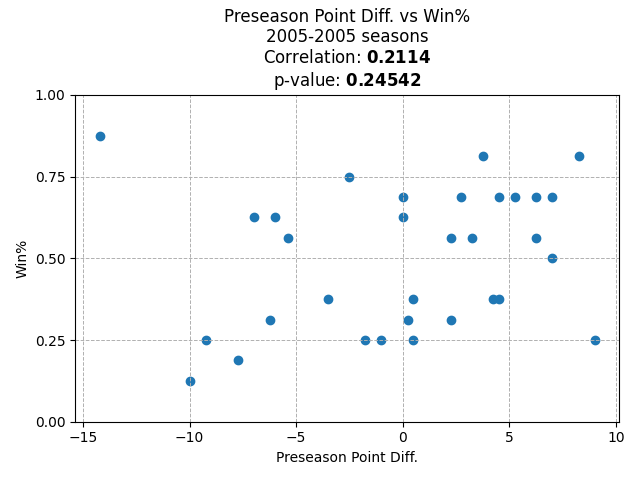 Preseason Point Diff. vs Win%
2005-2005 seasons
Correlation: 0.2114
p-value: 0.24542
1.00
0.75
0.50
0.25
0.00
Win%
−15
−10
−5
0
5
10
Preseason Point Diff.